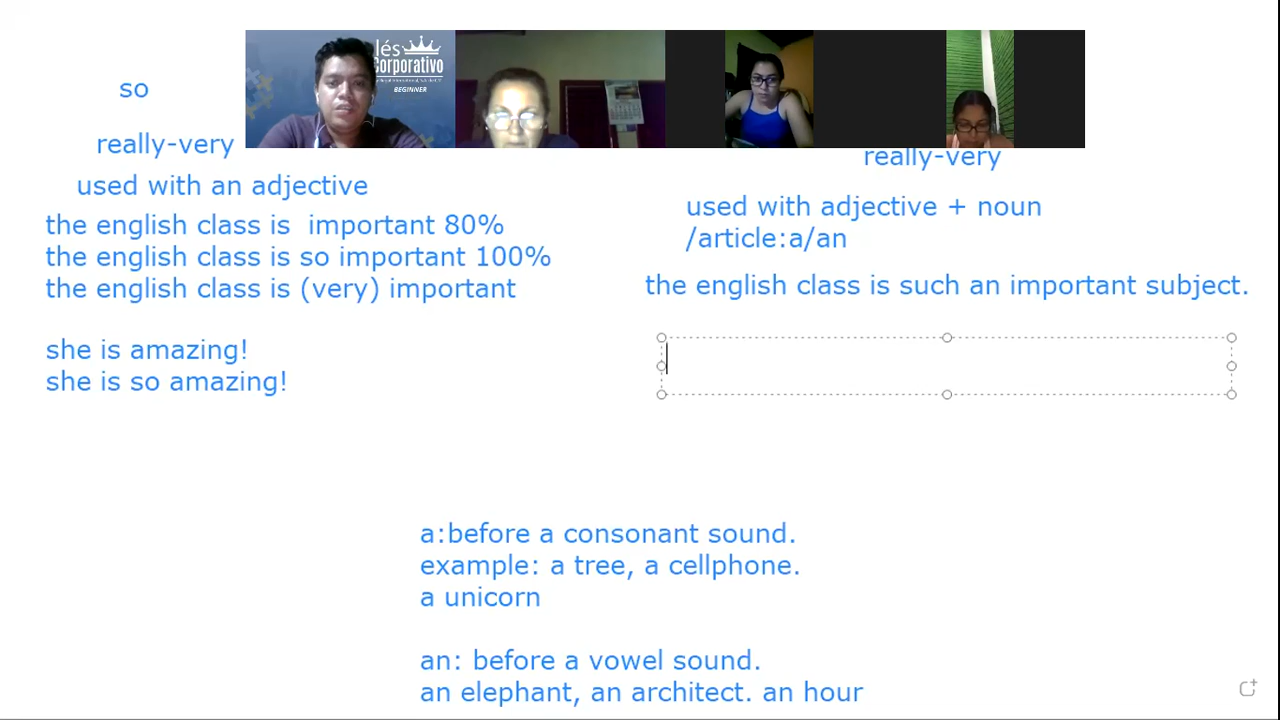 so
lés
Corporativo
BEGINNER
really-very
used with an adjective
the english class is  important 80%
the english class is so important 100%
the english class is (very) important
she is amazing!
she is so amazing!
really-very
used with adjective + noun
/article:a/an
the english class is such an important subject.
a:before a consonant sound.
example: a tree, a cellphone.
a unicorn
an: before a vowel sound.
an elephant, an architect. an hour